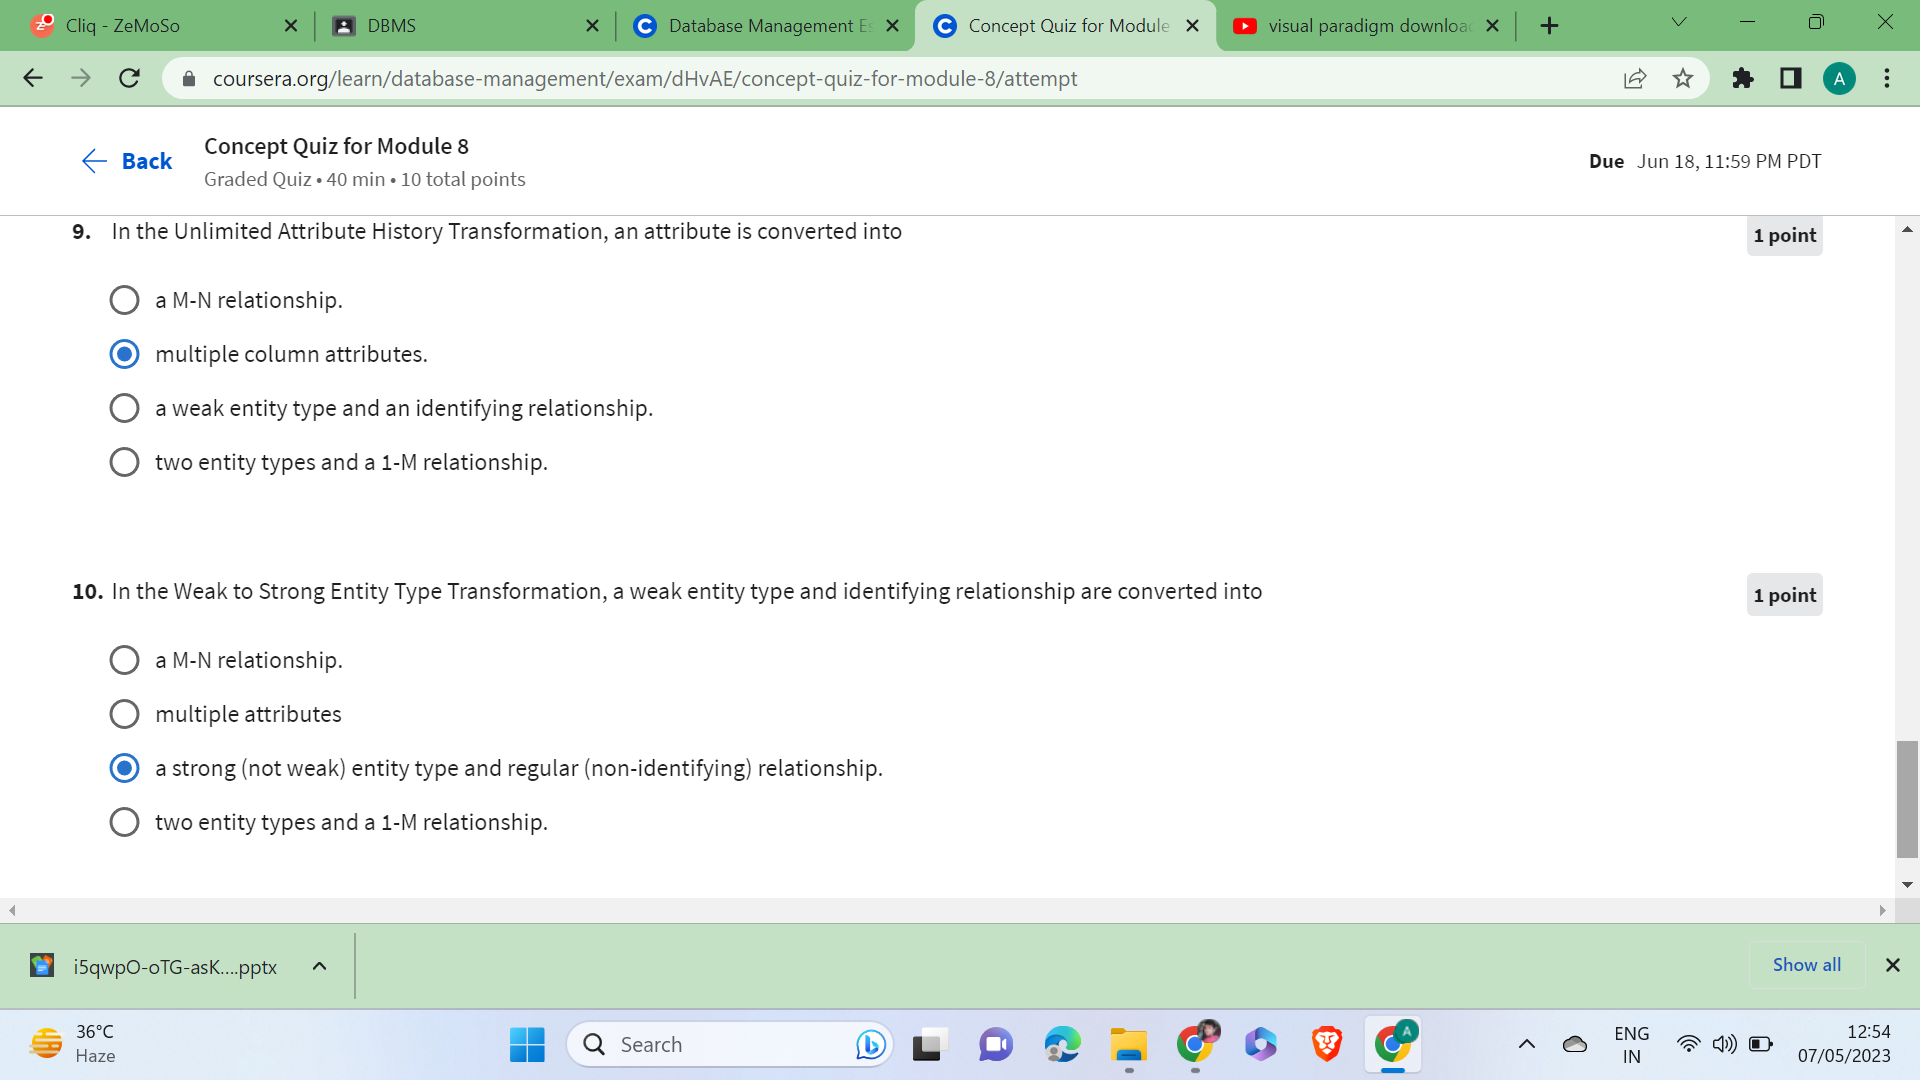 Cliq - ZeMoSo
DBMS
Database Management Es
Concept Quiz for Module
visual paradigm downloa
coursera.org/learn/database-management/exam/dHvAE/concept-quiz-for-module-8/attempt
A
Back
Concept Quiz for Module 8
Graded Quiz • 40 min • 10 total points
Due Jun 18, 11:59 PM PDT
9. In the Unlimited Attribute History Transformation, an attribute is converted into
1 point
a M-N relationship.
multiple column attributes.
a weak entity type and an identifying relationship.
two entity types and a 1-M relationship.
10. In the Weak to Strong Entity Type Transformation, a weak entity type and identifying relationship are converted into
1 point
a M-N relationship.
multiple attributes
a strong (not weak) entity type and regular (non-identifying) relationship.
two entity types and a 1-M relationship.
i5qwpO-oTG-asK....pptx
Show all
36°C
Haze
Search
A
ENG
IN
12:54
07/05/2023